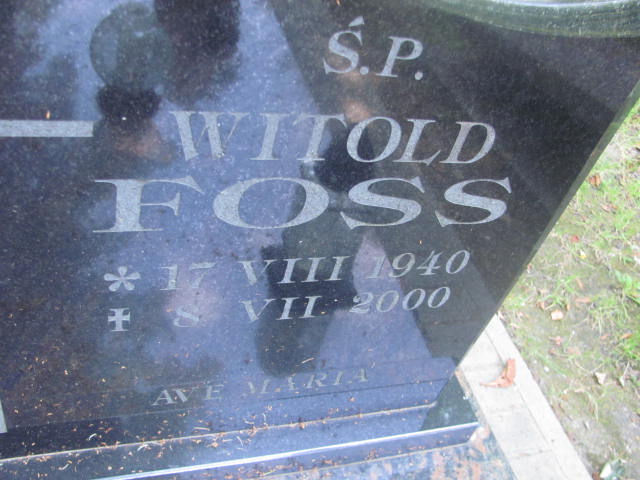 Ś.P.
WITOLD
FOSS
* 17 VIII 1940
✝ 8 VII 2000
AVE MARIA